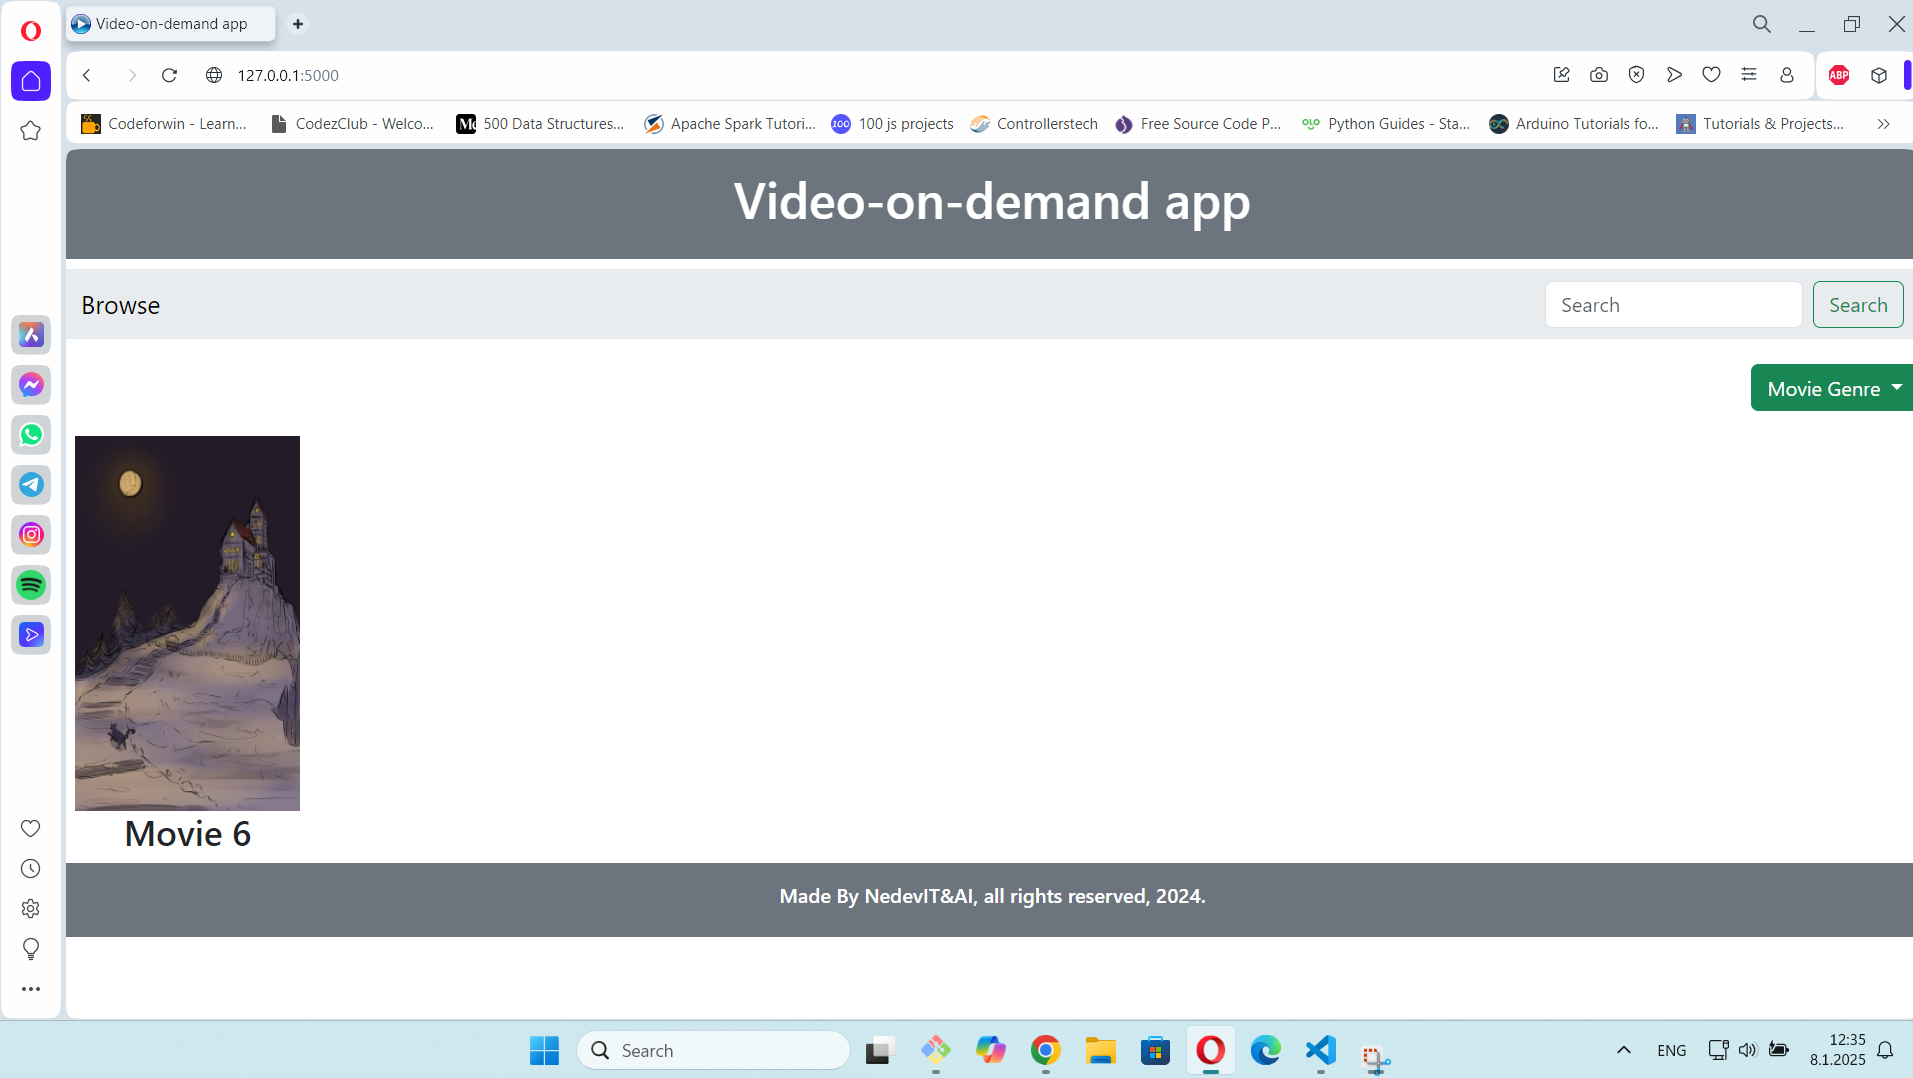 Video-on-demand app
127.0.0.1:5000
ABP
Codeforwin - Learn...
CodezClub - Welco...
500 Data Structures...
Apache Spark Tutori...
100 js projects
Controllerstech
Free Source Code P...
Python Guides - Sta...
Arduino Tutorials fo...
Tutorials & Projects...
Video-on-demand app
Browse
Search
Search
Movie Genre
Movie 6
Made By NedevIT&AI, all rights reserved, 2024.
Search
ENG
12:35
8.1.2025